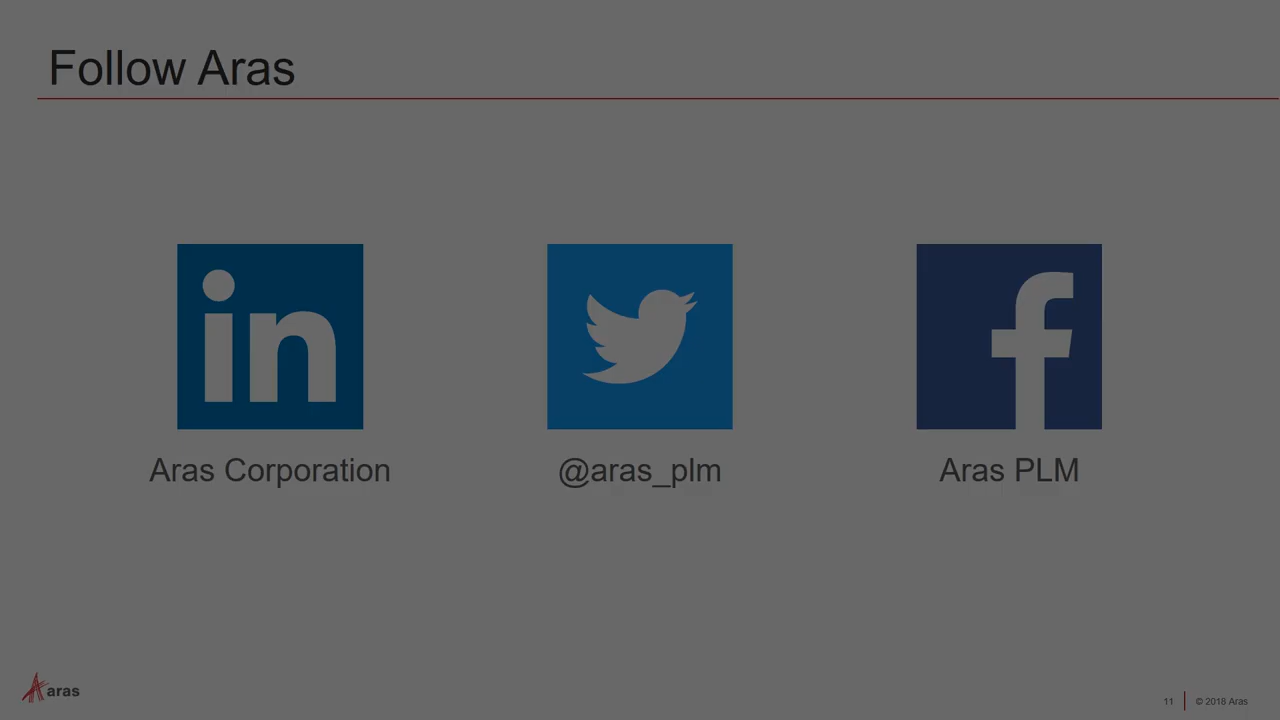 Follow Aras
in
f
Aras Corporation
@aras_plm
Aras PLM
aras
11
© 2018 Aras